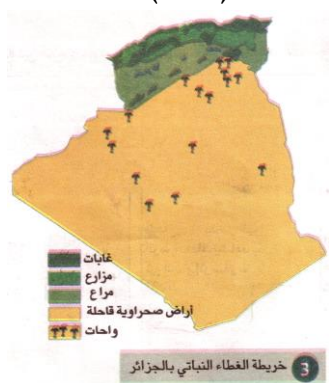 غابات
مزارع
مراع
أراض صحراوية قاحلة
واحات
3 خريطة الغطاء النباتي بالجزائر